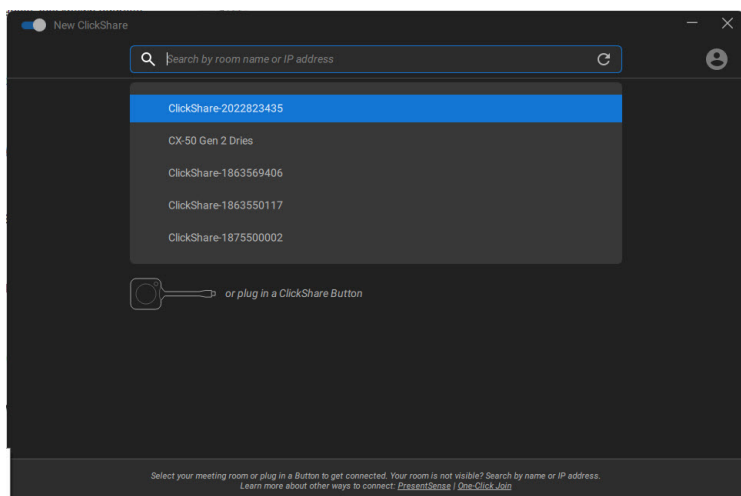 New ClickShare
Search by room name or IP address
ClickShare-2022823435
CX-50 Gen 2 Dries
ClickShare-1863569406
ClickShare-1863550117
ClickShare-1875500002
or plug in a ClickShare Button
Select your meeting room or plug in a Button to get connected. Your room is not visible? Search by name or IP address.
Learn more about other ways to connect: PresentSense | One-Click Join